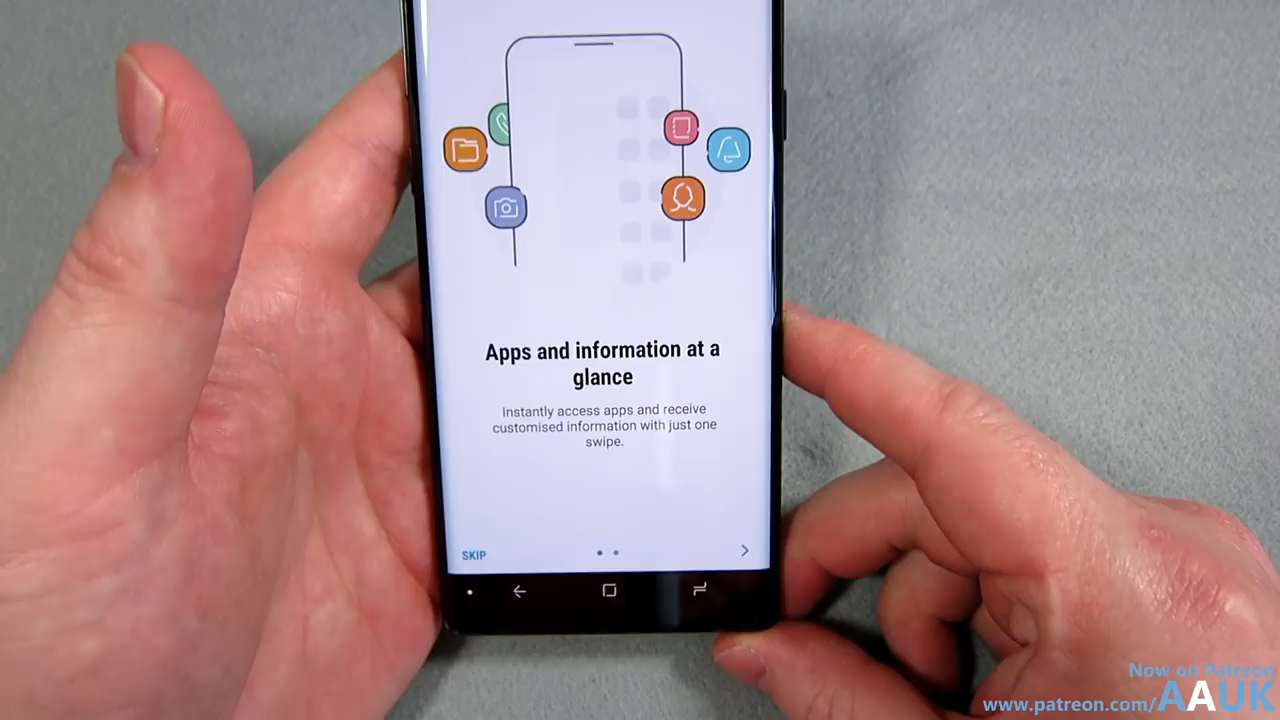 Apps and information at a
glance
Instantly access apps and receive
customised information with just one
swipe.
SKIP
Now on Patreon
www.patreon.com/AAUK